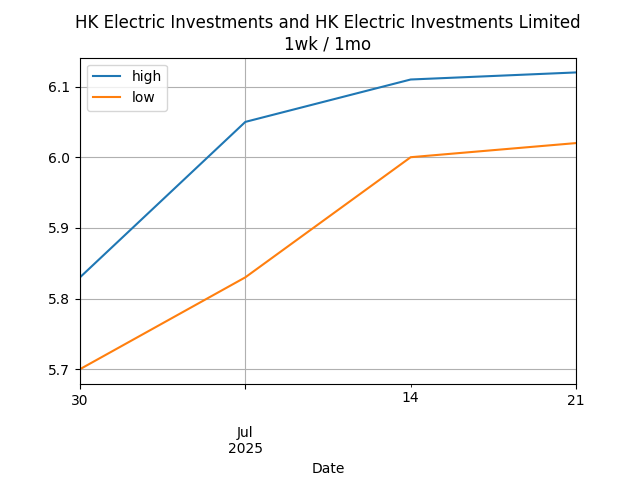 HK Electric Investments and HK Electric Investments Limited
1wk / 1mo
high
low
6.1
6.0
5.9
5.8
5.7
30
14
21
Jul
2025
Date